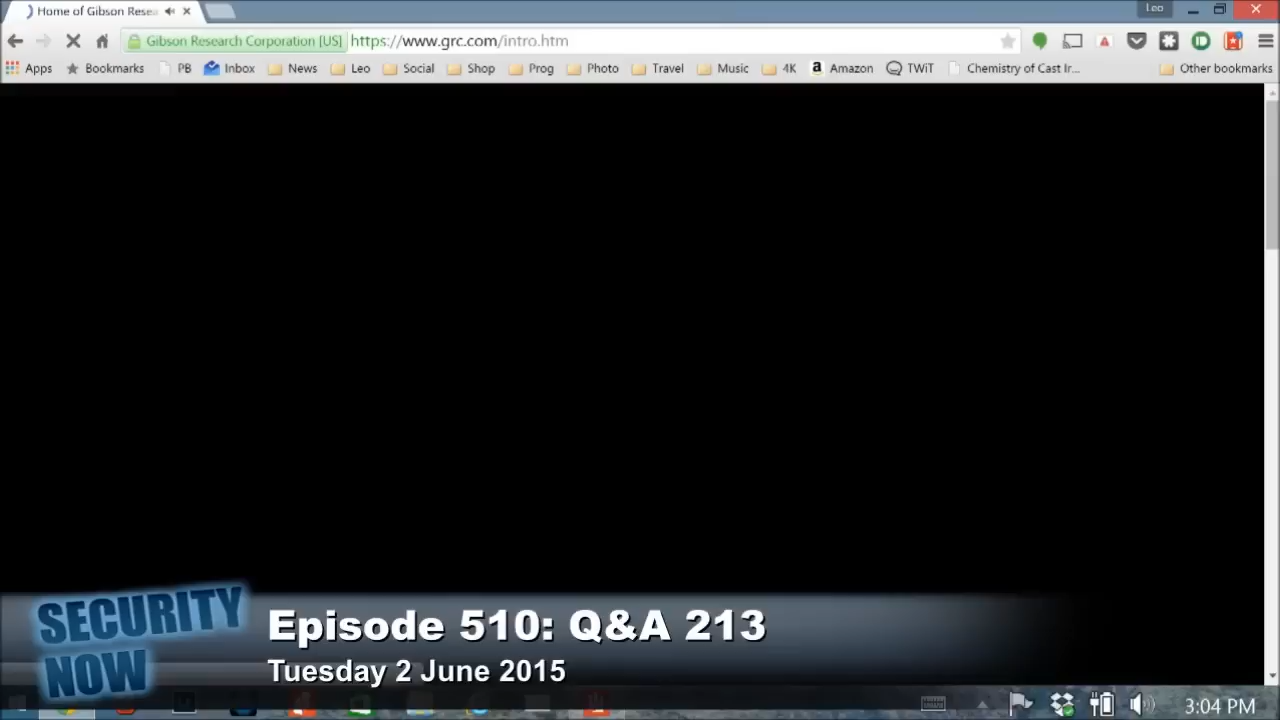 Home of Gibson Resea
Leo
Gibson Research Corporation [US] https://www.grc.com/intro.htm
Apps Bookmarks PB Inbox News Leo Social Shop Prog Photo Travel Music 4K Amazon TWiT Chemistry of Cast Ir... Other bookmarks
SECURITY
NOW
Episode 510: Q&A 213
Tuesday 2 June 2015
3:04 PM